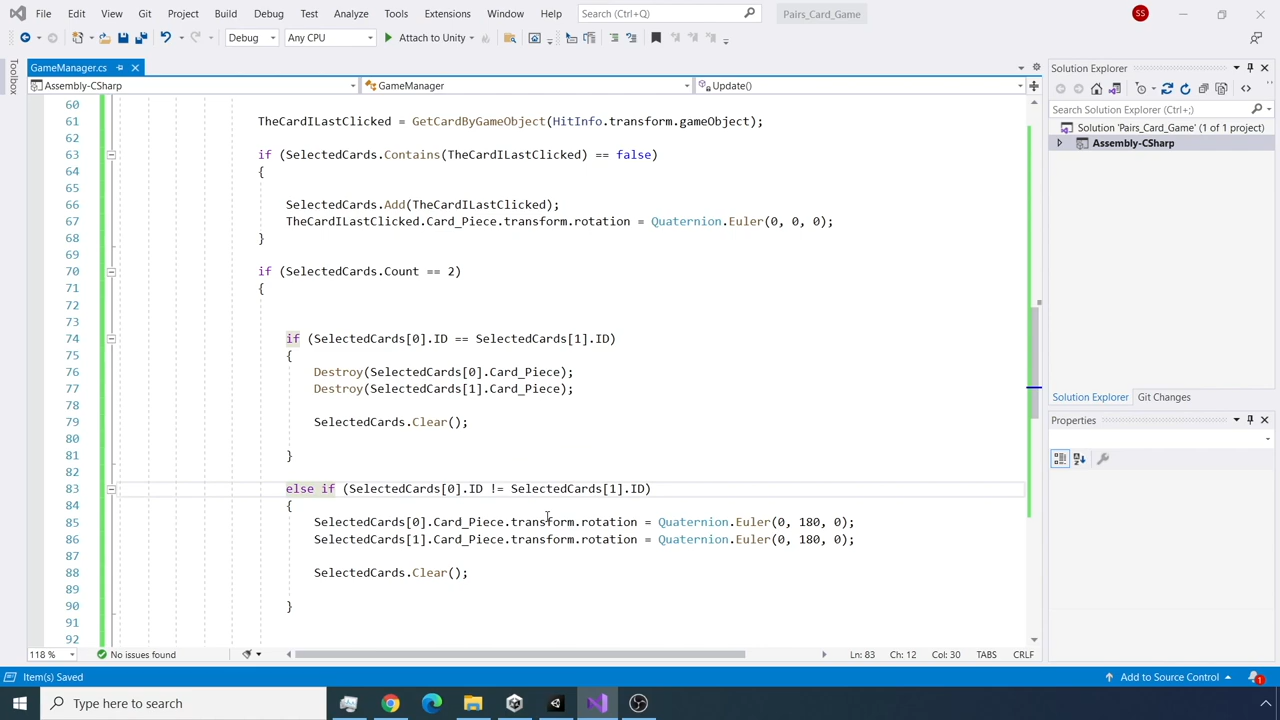 File Edit View Git Project Build Debug Test Analyze Tools Extensions Window Help Search (Ctrl+Q) Pairs_Card_Game SS
Debug Any CPU Attach to Unity
GameManager.cs
Assembly-CSharp GameManager Update()
Toolbox
60
61 TheCardILastClicked = GetCardByGameObject(HitInfo.transform.gameObject);
62
63 if (SelectedCards.Contains(TheCardILastClicked) == false)
64 {
65
66 SelectedCards.Add(TheCardILastClicked);
67 TheCardILastClicked.Card_Piece.transform.rotation = Quaternion.Euler(0, 0, 0);
68 }
69
70 if (SelectedCards.Count == 2)
71 {
72
73
74 if (SelectedCards[0].ID == SelectedCards[1].ID)
75 {
76 Destroy(SelectedCards[0].Card_Piece);
77 Destroy(SelectedCards[1].Card_Piece);
78
79 SelectedCards.Clear();
80
81 }
82
83 else if (SelectedCards[0].ID != SelectedCards[1].ID)
84 {
85 SelectedCards[0].Card_Piece.transform.rotation = Quaternion.Euler(0, 180, 0);
86 SelectedCards[1].Card_Piece.transform.rotation = Quaternion.Euler(0, 180, 0);
87
88 SelectedCards.Clear();
89
90 }
91
92
118 % No issues found Ln: 83 Ch: 12 Col: 30 TABS CRLF
Solution Explorer
Search Solution Explorer (Ctrl+;)
Solution 'Pairs_Card_Game' (1 of 1 project)
Assembly-CSharp
Solution Explorer Git Changes
Properties
Item(s) Saved Add to Source Control 1
Type here to search